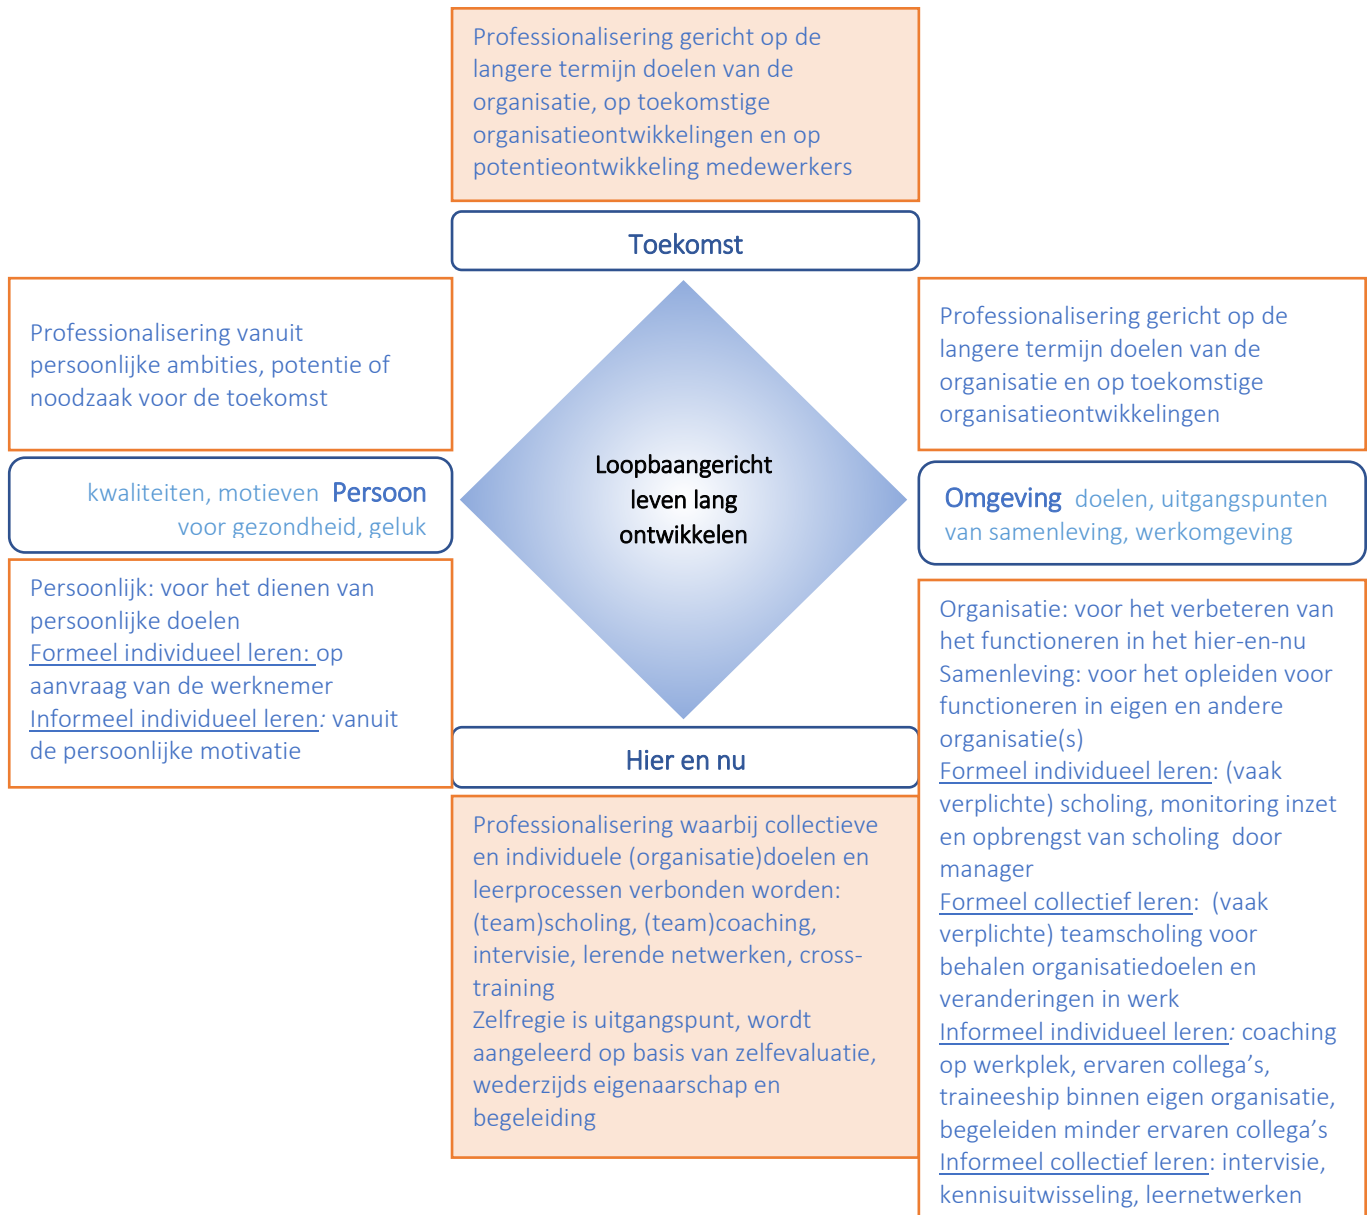 Professionalisering gericht op de
langere termijn doelen van de
organisatie, op toekomstige
organisatieontwikkelingen en op
potentieontwikkeling medewerkers
Toekomst
Professionalisering vanuit
persoonlijke ambities, potentie of
noodzaak voor de toekomst
Professionalisering gericht op de
langere termijn doelen van de
organisatie en op toekomstige
organisatieontwikkelingen
kwaliteiten, motieven Persoon
voor gezondheid, geluk
Loopbaangericht
leven lang
ontwikkelen
Omgeving doelen, uitgangspunten
van samenleving, werkomgeving
Persoonlijk: voor het dienen van
persoonlijke doelen
Formeel individueel leren: op
aanvraag van de werknemer
Informeel individueel leren: vanuit
de persoonlijke motivatie
Hier en nu
Professionalisering waarbij collectieve
en individuele (organisatie)doelen en
leerprocessen verbonden worden:
(team)scholing, (team)coaching,
intervisie, lerende netwerken, cross-
training
Zelfregie is uitgangspunt, wordt
aangeleerd op basis van zelfevaluatie,
wederzijds eigenaarschap en
begeleiding
Organisatie: voor het verbeteren van
het functioneren in het hier-en-nu
Samenleving: voor het opleiden voor
functioneren in eigen en andere
organisatie(s)
Formeel individueel leren: (vaak
verplichte) scholing, monitoring inzet
en opbrengst van scholing door
manager
Formeel collectief leren: (vaak
verplichte) teamscholing voor
behalen organisatiedoelen en
veranderingen in werk
Informeel individueel leren: coaching
op werkplek, ervaren collega's,
traineeship binnen eigen organisatie,
begeleiden minder ervaren collega's
Informeel collectief leren: intervisie,
kennisuitwisseling, leernetwerken